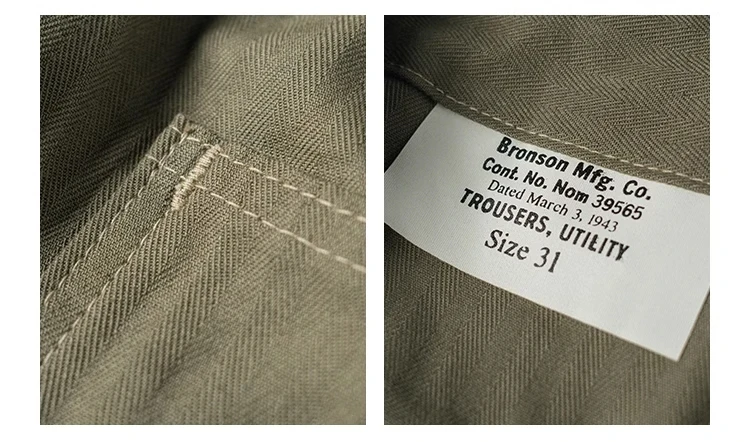 Bronson Mfg. Co.
Cont. No. Nom 39565
Dated March 3, 1943
TROUSERS, UTILITY
Size 31